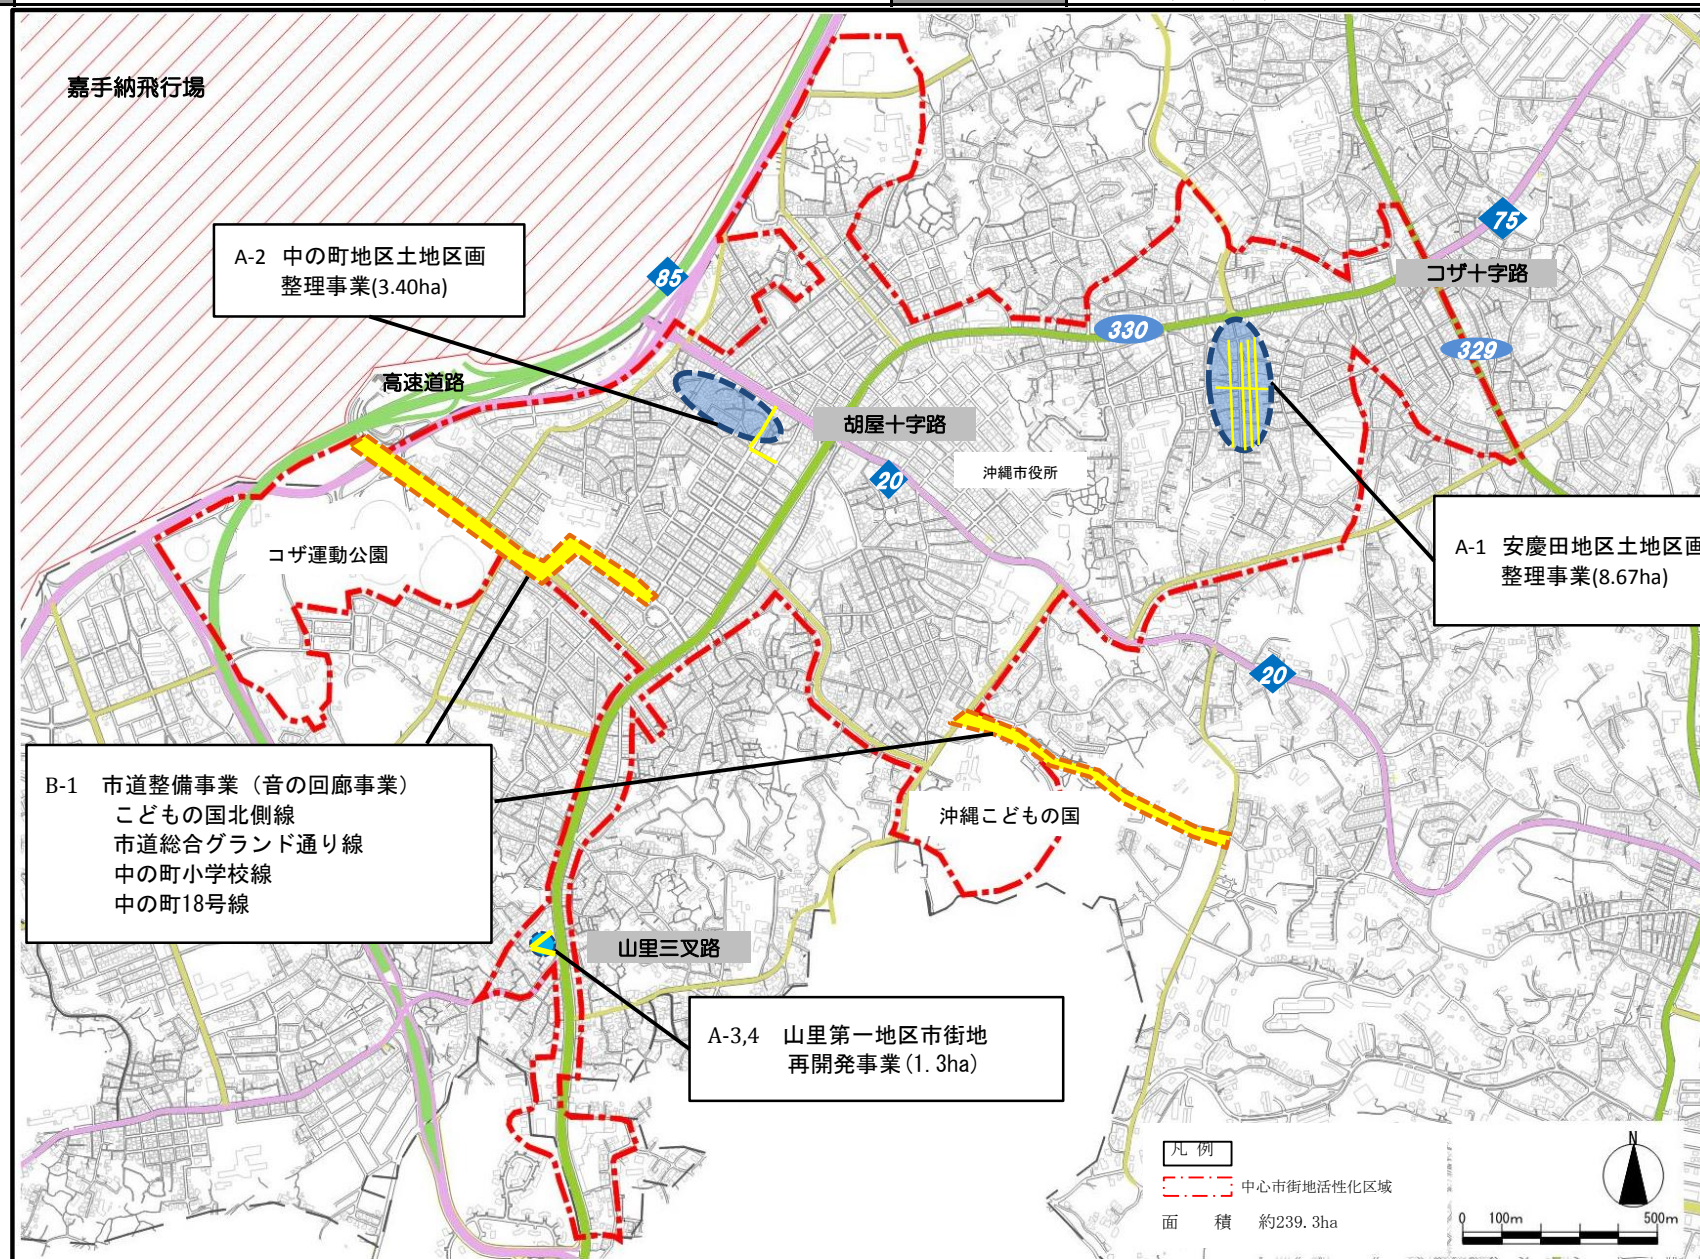 嘉手納飛行場
75
A-2 中の町地区土地区画
整理事業(3.40ha)
85
コザ十字路
330
329
高速道路
胡屋十字路
20
沖縄市役所
コザ運動公園
A-1 安慶田地区土地区画
整理事業(8.67ha)
20
B-1 市道整備事業（音の回廊事業）
こどもの国北側線
市道総合グランド通り線
中の町小学校線
中の町18号線
沖縄こどもの国
山里三叉路
A-3,4 山里第一地区市街地
再開発事業(1.3ha)
凡 例
中心市街地活性化区域
面 積 約239.3ha
N
0 100m 500m